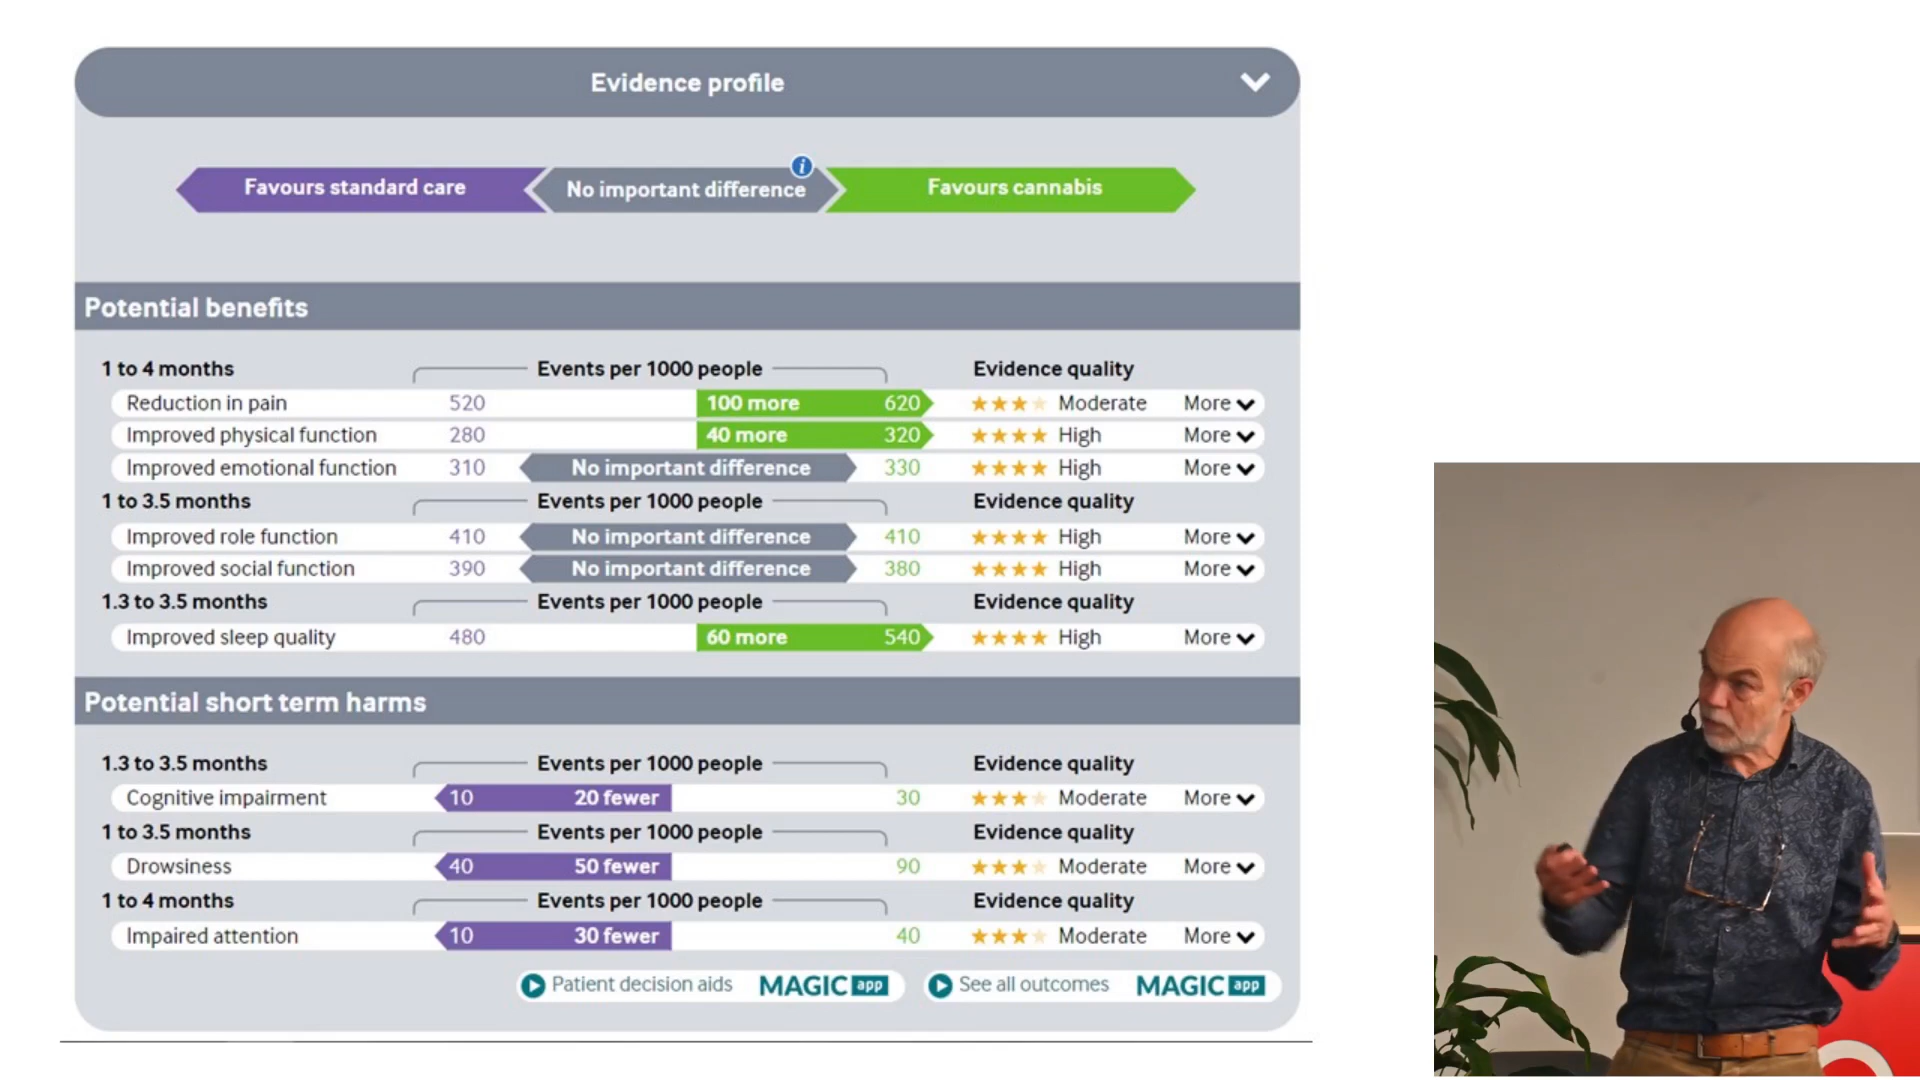 Evidence profile
Favours standard care No important difference i Favours cannabis
Potential benefits
1 to 4 months Events per 1000 people Evidence quality
Reduction in pain 520 100 more 620 Moderate More
Improved physical function 280 40 more 320 High More
Improved emotional function 310 No important difference 330 High More
1 to 3.5 months Events per 1000 people Evidence quality
Improved role function 410 No important difference 410 High More
Improved social function 390 No important difference 380 High More
1.3 to 3.5 months Events per 1000 people Evidence quality
Improved sleep quality 480 60 more 540 High More
Potential short term harms
1.3 to 3.5 months Events per 1000 people Evidence quality
Cognitive impairment 10 20 fewer 30 Moderate More
1 to 3.5 months Events per 1000 people Evidence quality
Drowsiness 40 50 fewer 90 Moderate More
1 to 4 months Events per 1000 people Evidence quality
Impaired attention 10 30 fewer 40 Moderate More
Patient decision aids MAGIC app See all outcomes MAGIC app